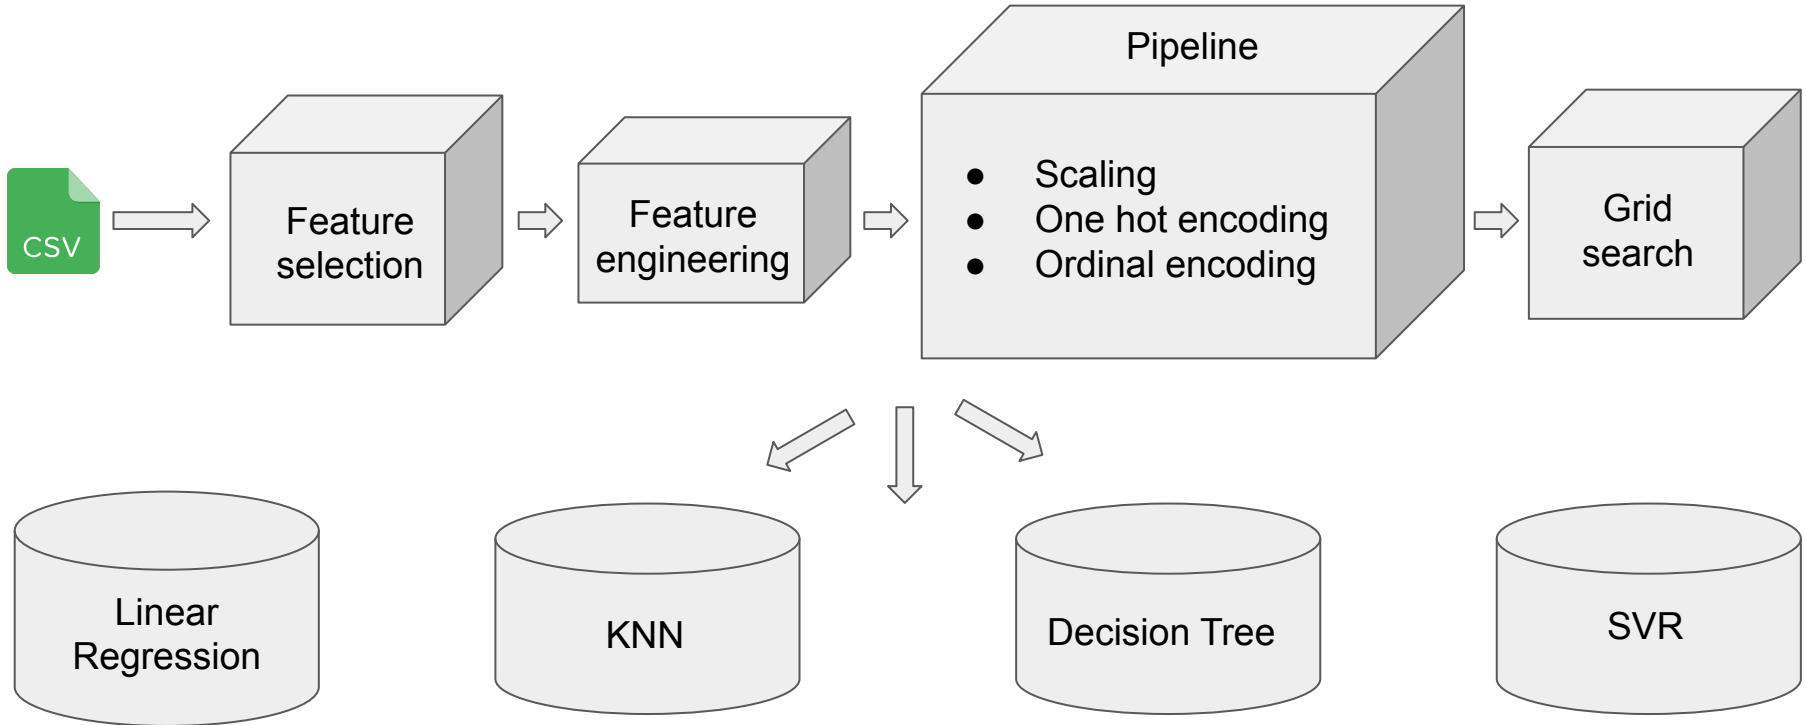 Pipeline
CSV
Feature
selection
Feature
engineering
● Scaling
● One hot encoding
● Ordinal encoding
Grid
search
Linear
Regression
KNN
Decision Tree
SVR